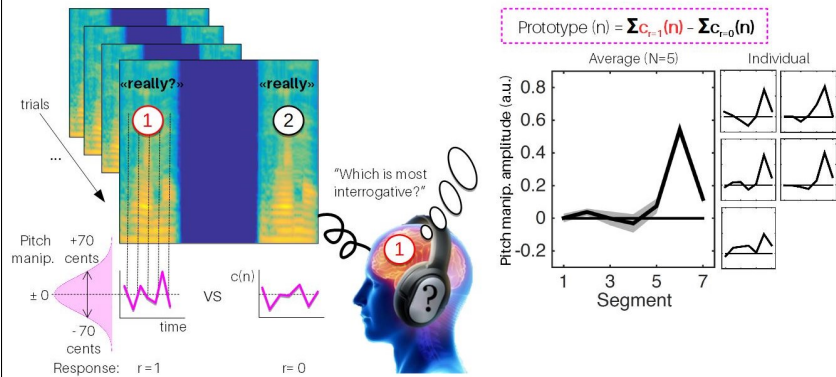 «really?»
«really»
1
2
trials
...
"Which is most
interrogative?"
1
?
Pitch
manip.
+70
cents
± 0
- 70
cents
time
VS
c(n)
Response:
r = 1
r= 0
Prototype (n) = Σcᵣ₌₁(n) – Σcᵣ₌₀(n)
Average (N=5)
Individual
Pitch manip. amplitude (a.u.)
0.8
0.6
0.4
0.2
0
-0.2
1
3
5
7
Segment